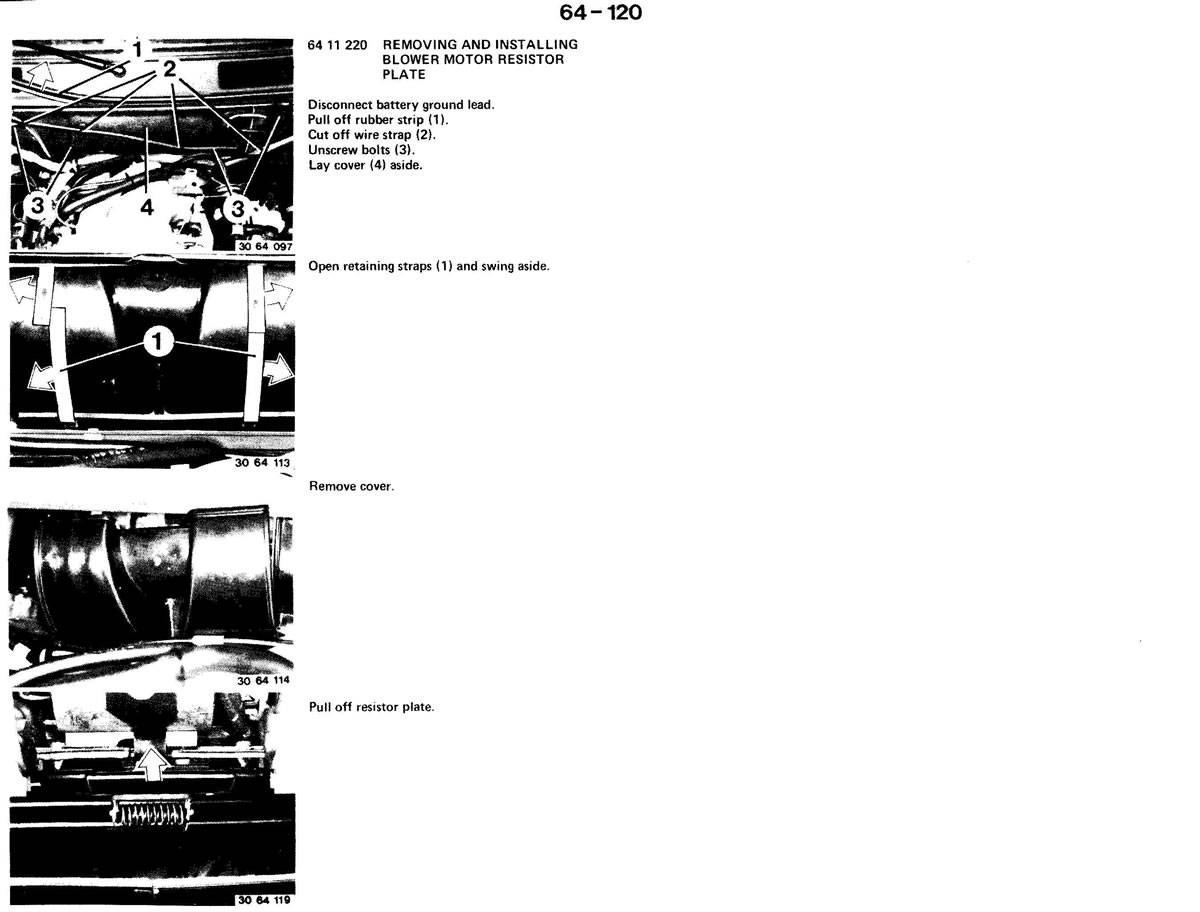 64-120
64 11 220 REMOVING AND INSTALLING
BLOWER MOTOR RESISTOR
PLATE
Disconnect battery ground lead.
Pull off rubber strip (1).
Cut off wire strap (2).
Unscrew bolts (3).
Lay cover (4) aside.
1
2
3
4
3
30 64 097
Open retaining straps (1) and swing aside.
1
30 64 113
Remove cover.
30 64 114
Pull off resistor plate.
30 64 119